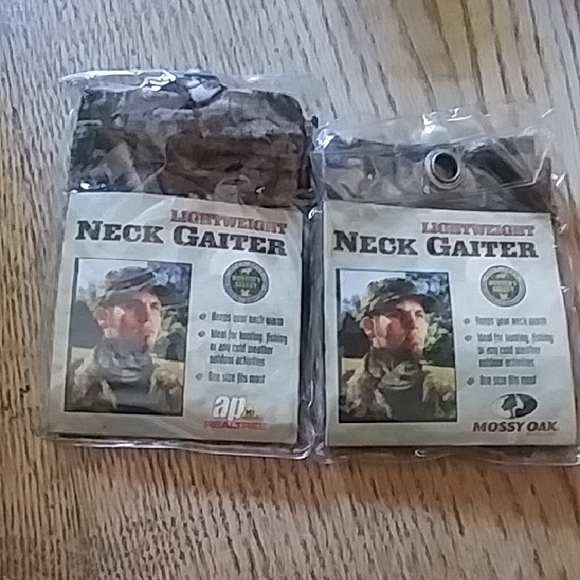 LIGHTWEIGHT
NECK GAITER
Keeps your neck warm
Ideal for hunting, fishing
or any cold weather
outdoor activities
One size fits most
ap
REALTREE
LIGHTWEIGHT
NECK GAITER
Keeps your neck warm
Ideal for hunting, fishing
or any cold weather
outdoor activities
One size fits most
MOSSY OAK